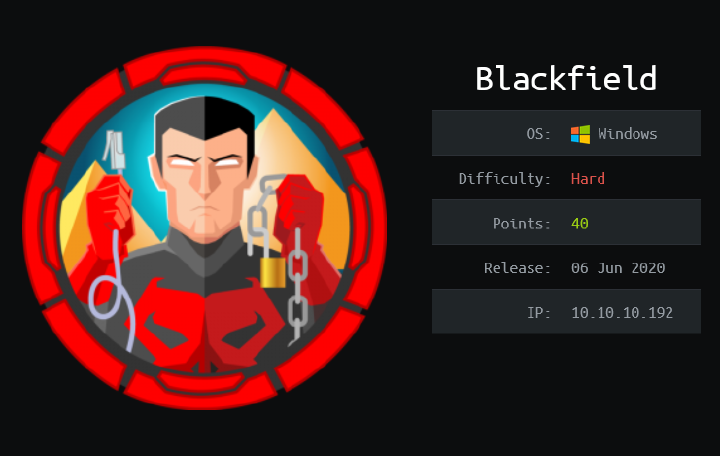 Blackfield
OS: Windows
Difficulty: Hard
Points: 40
Release: 06 Jun 2020
IP: 10.10.10.192